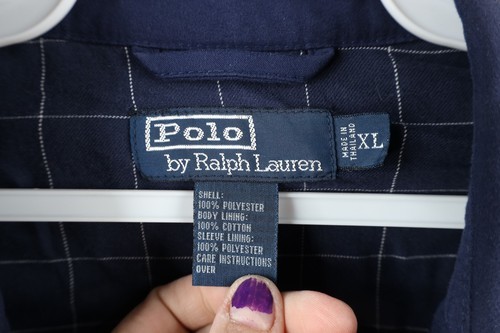 Polo
by Ralph Lauren
MADE IN
THAILAND
XL
SHELL:
100% POLYESTER
BODY LINING:
100% COTTON
SLEEVE LINING:
100% POLYESTER
CARE INSTRUCTIONS
OVER